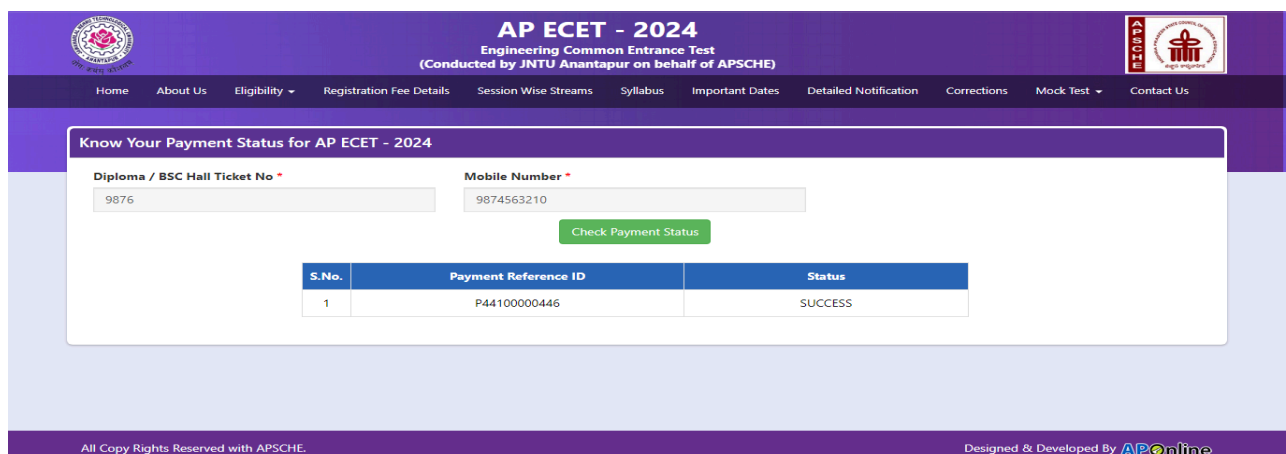 AP ECET - 2024
Engineering Common Entrance Test
(Conducted by JNTU Anantapur on behalf of APSCHE)
APSCHE
Home About Us Eligibility Registration Fee Details Session Wise Streams Syllabus Important Dates Detailed Notification Corrections Mock Test Contact Us
Know Your Payment Status for AP ECET - 2024
Diploma / BSC Hall Ticket No * Mobile Number *
9876 9874563210
Check Payment Status
S.No. Payment Reference ID Status
1 P44100000446 SUCCESS
All Copy Rights Reserved with APSCHE. Designed & Developed By APOnline